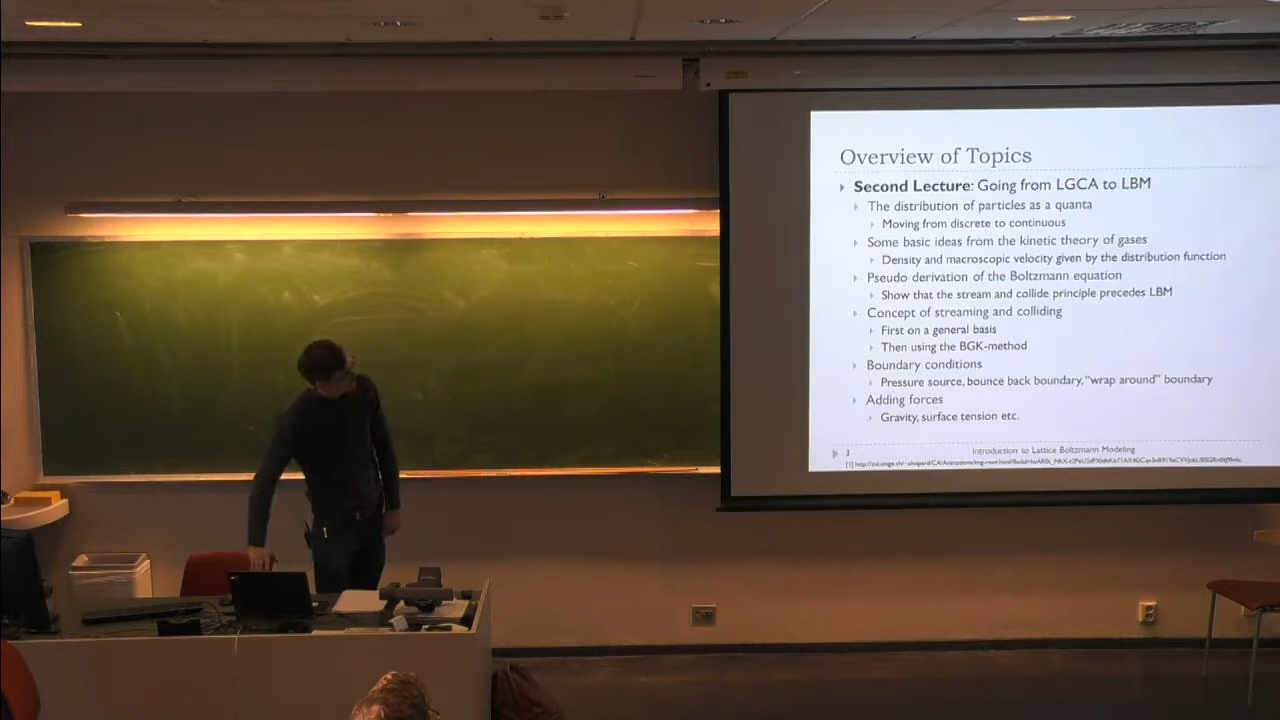 Overview of Topics
Second Lecture: Going from LGCA to LBM
The distribution of particles as a quanta
Moving from discrete to continuous
Some basic ideas from the kinetic theory of gases
Density and macroscopic velocity given by the distribution function
Pseudo derivation of the Boltzmann equation
Show that the stream and collide principle precedes LBM
Concept of streaming and colliding
First on a general basis
Then using the BGK-method
Boundary conditions
Pressure source, bounce back boundary, "wrap around" boundary
Adding forces
Gravity, surface tension etc.
3 Introduction to Lattice Boltzmann Modeling
[1]